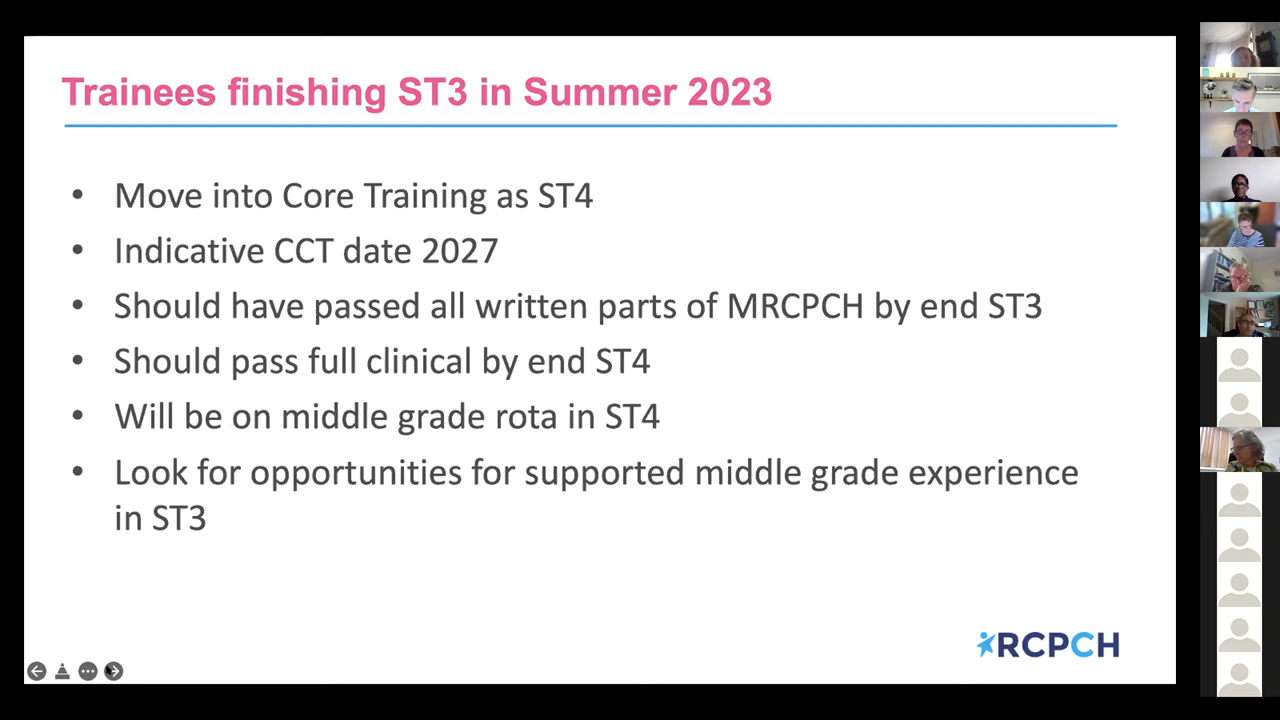 Trainees finishing ST3 in Summer 2023
• Move into Core Training as ST4
• Indicative CCT date 2027
• Should have passed all written parts of MRCPCH by end ST3
• Should pass full clinical by end ST4
• Will be on middle grade rota in ST4
• Look for opportunities for supported middle grade experience
in ST3
RCPCH